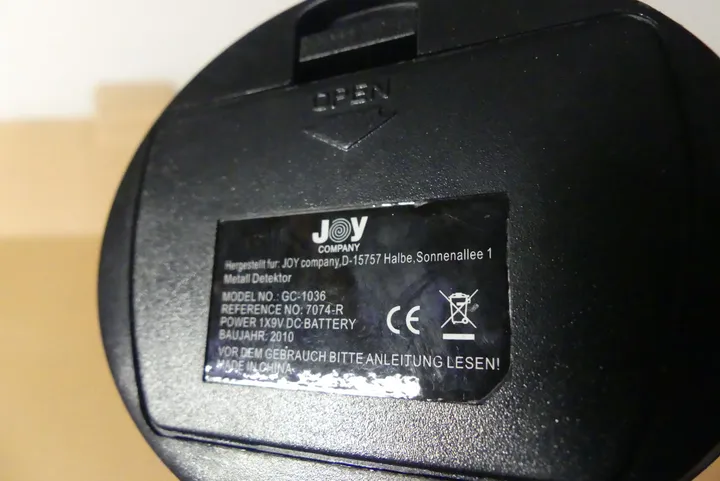 OPEN
JOY
COMPANY
Hergestellt fur: JOY company,D-15757 Halbe,Sonnenallee 1
Metall Detektor
MODEL NO.: GC-1036
REFERENCE NO: 7074-R
POWER 1X9V DC BATTERY
BAUJAHR: 2010
CE
VOR DEM GEBRAUCH BITTE ANLEITUNG LESEN!
MADE IN CHINA